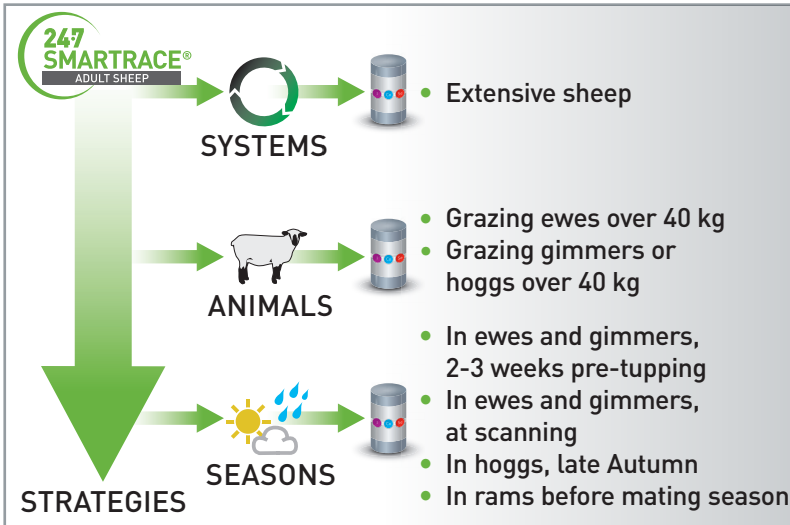 24·7
SMARTRACE®
ADULT SHEEP
SYSTEMS
• Extensive sheep
ANIMALS
• Grazing ewes over 40 kg
• Grazing gimmers or
hoggs over 40 kg
SEASONS
• In ewes and gimmers,
2-3 weeks pre-tupping
• In ewes and gimmers,
at scanning
• In hoggs, late Autumn
• In rams before mating season
STRATEGIES